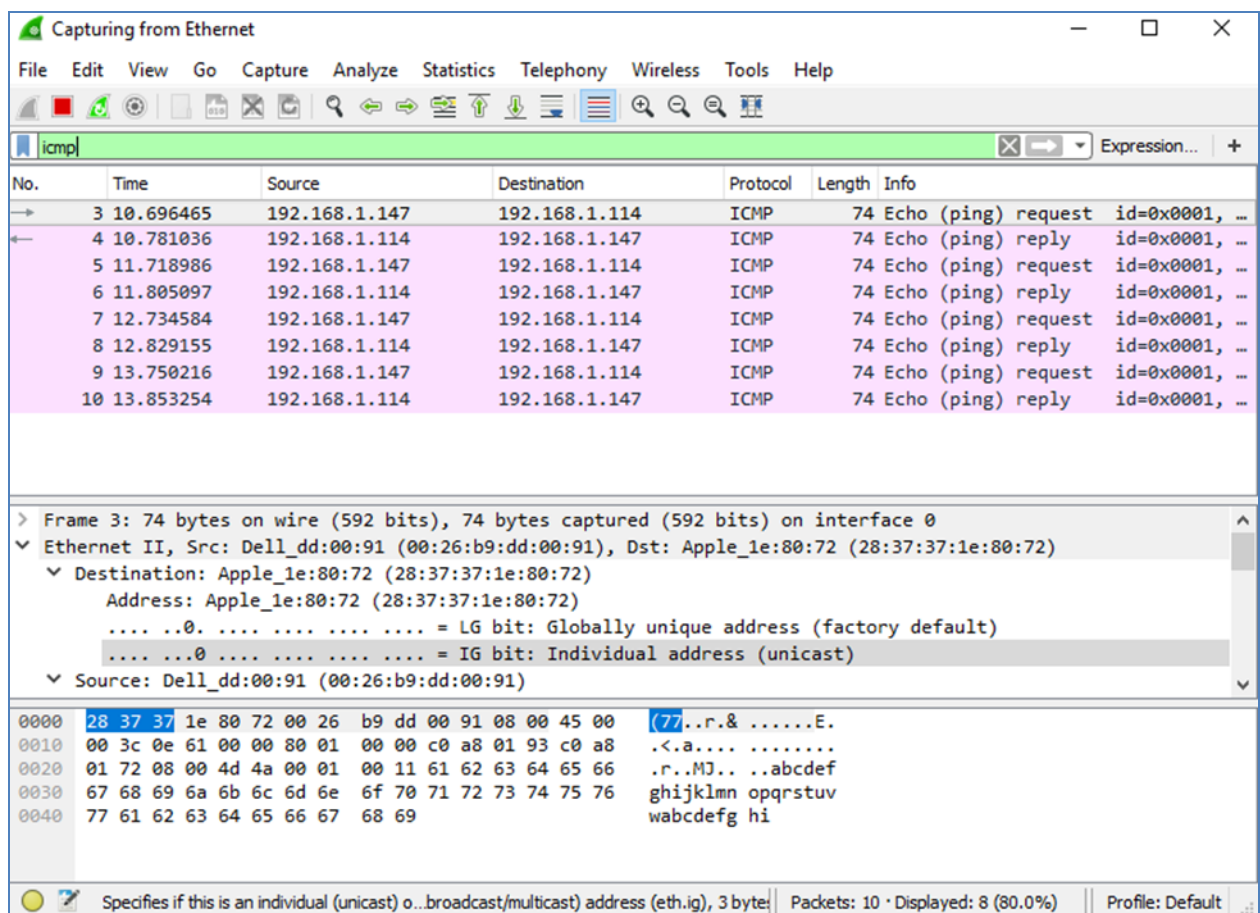 Capturing from Ethernet
File Edit View Go Capture Analyze Statistics Telephony Wireless Tools Help
icmp Expression... +
No. Time Source Destination Protocol Length Info
3 10.696465 192.168.1.147 192.168.1.114 ICMP 74 Echo (ping) request id=0x0001, …
4 10.781036 192.168.1.114 192.168.1.147 ICMP 74 Echo (ping) reply id=0x0001, …
5 11.718986 192.168.1.147 192.168.1.114 ICMP 74 Echo (ping) request id=0x0001, …
6 11.805097 192.168.1.114 192.168.1.147 ICMP 74 Echo (ping) reply id=0x0001, …
7 12.734584 192.168.1.147 192.168.1.114 ICMP 74 Echo (ping) request id=0x0001, …
8 12.829155 192.168.1.114 192.168.1.147 ICMP 74 Echo (ping) reply id=0x0001, …
9 13.750216 192.168.1.147 192.168.1.114 ICMP 74 Echo (ping) request id=0x0001, …
10 13.853254 192.168.1.114 192.168.1.147 ICMP 74 Echo (ping) reply id=0x0001, …
Frame 3: 74 bytes on wire (592 bits), 74 bytes captured (592 bits) on interface 0
Ethernet II, Src: Dell_dd:00:91 (00:26:b9:dd:00:91), Dst: Apple_1e:80:72 (28:37:37:1e:80:72)
Destination: Apple_1e:80:72 (28:37:37:1e:80:72)
Address: Apple_1e:80:72 (28:37:37:1e:80:72)
.... ..0. .... .... .... .... = LG bit: Globally unique address (factory default)
.... ...0 .... .... .... .... = IG bit: Individual address (unicast)
Source: Dell_dd:00:91 (00:26:b9:dd:00:91)
0000 28 37 37 1e 80 72 00 26 b9 dd 00 91 08 00 45 00 (77..r.& ......E.
0010 00 3c 0e 61 00 00 80 01 00 00 c0 a8 01 93 c0 a8 .<.a.... ........
0020 01 72 08 00 4d 4a 00 01 00 11 61 62 63 64 65 66 .r..MJ.. ..abcdef
0030 67 68 69 6a 6b 6c 6d 6e 6f 70 71 72 73 74 75 76 ghijklmn opqrstuv
0040 77 61 62 63 64 65 66 67 68 69 wabcdefg hi
Specifies if this is an individual (unicast) o...broadcast/multicast) address (eth.ig), 3 bytes Packets: 10 · Displayed: 8 (80.0%) Profile: Default